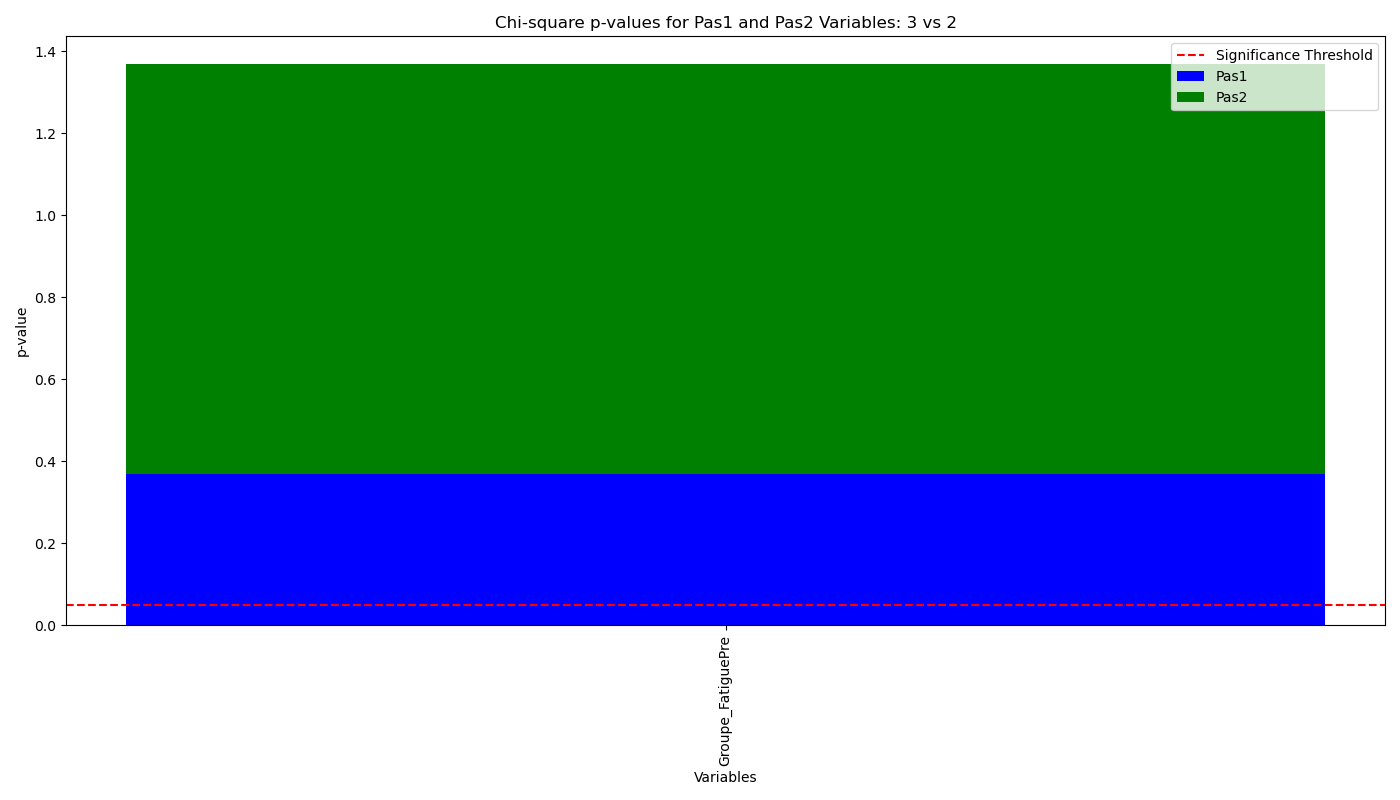 Chi-square p-values for Pas1 and Pas2 Variables: 3 vs 2
Significance Threshold
Pas1
Pas2
1.4
1.2
1.0
0.8
0.6
0.4
0.2
0.0
p-value
Groupe_FatiguePre
Variables